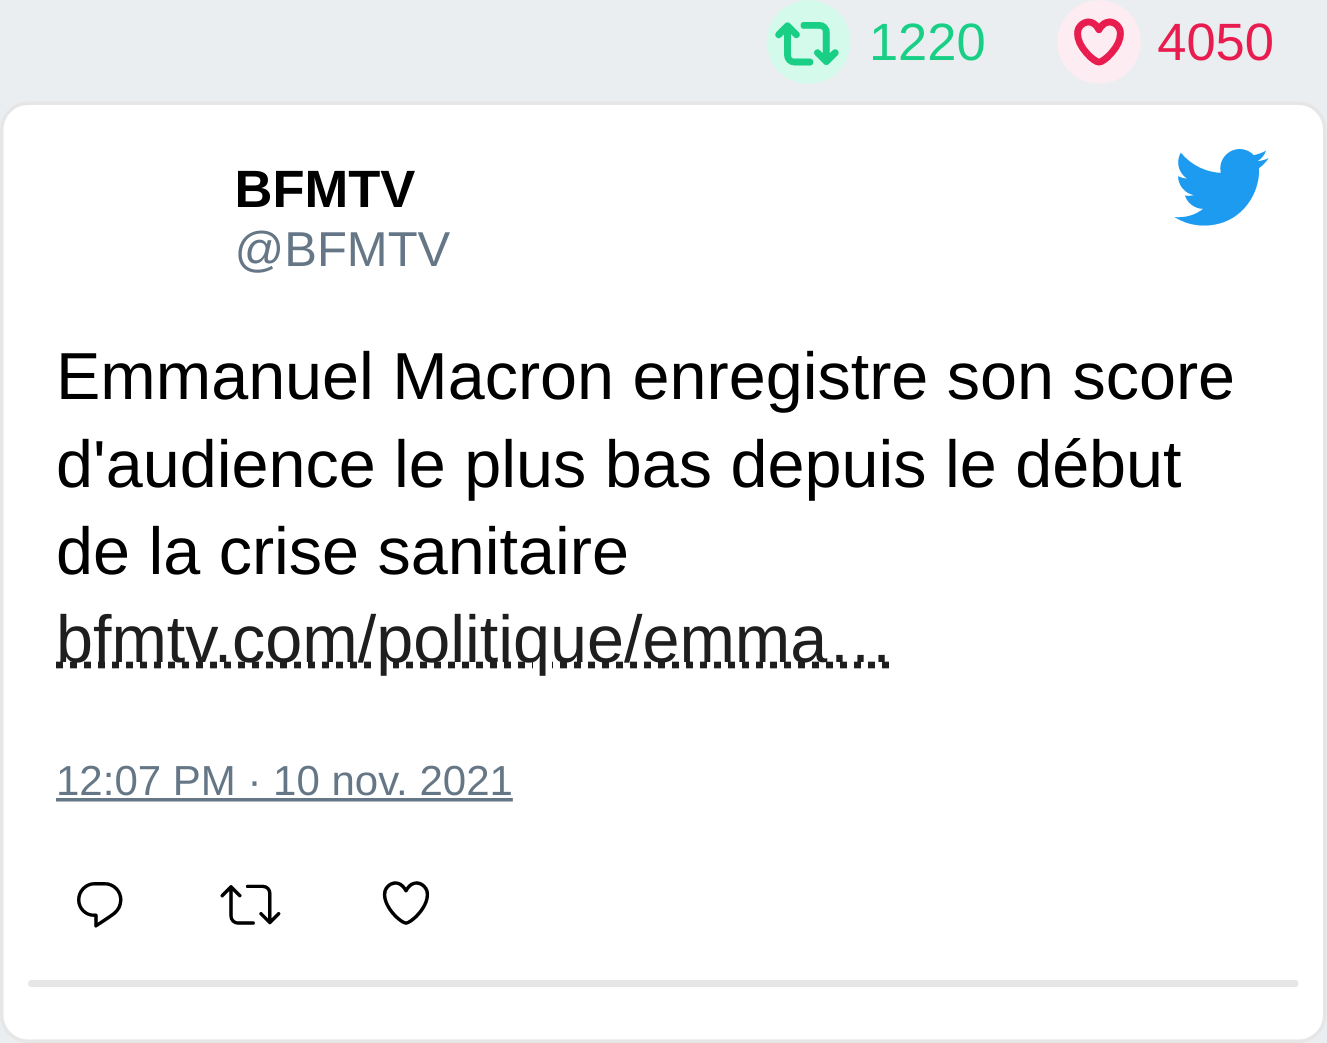 1220 4050
BFMTV
@BFMTV
Emmanuel Macron enregistre son score
d'audience le plus bas depuis le début
de la crise sanitaire
bfmtv.com/politique/emma…
12:07 PM · 10 nov. 2021